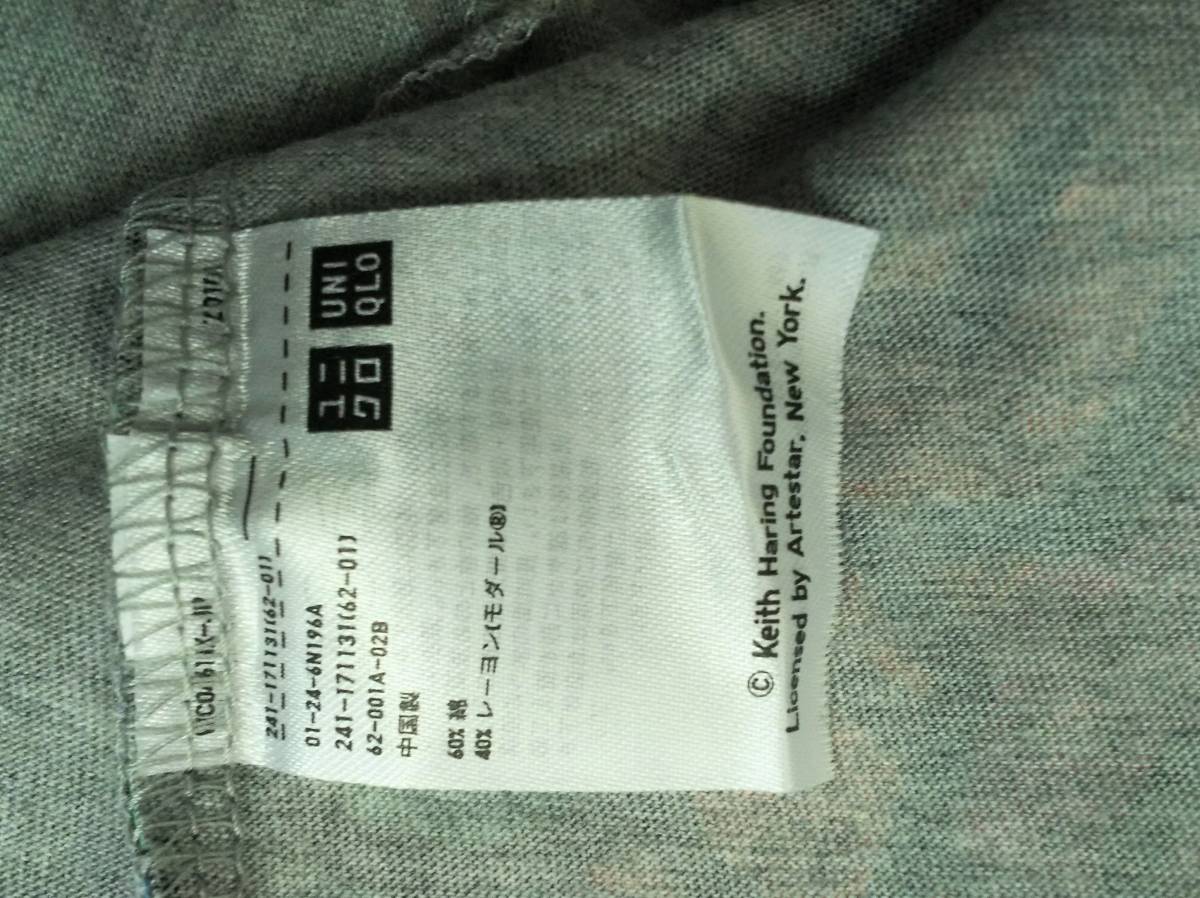 241-171131(62-01)
ユニ
クロ
UNI
QLO
01-24-6N196A
241-171131(62-01)
62-001A-02B
中国製
60% 綿
40% レーヨン(モダール®)
© Keith Haring Foundation.
Licensed by Artestar, New York.